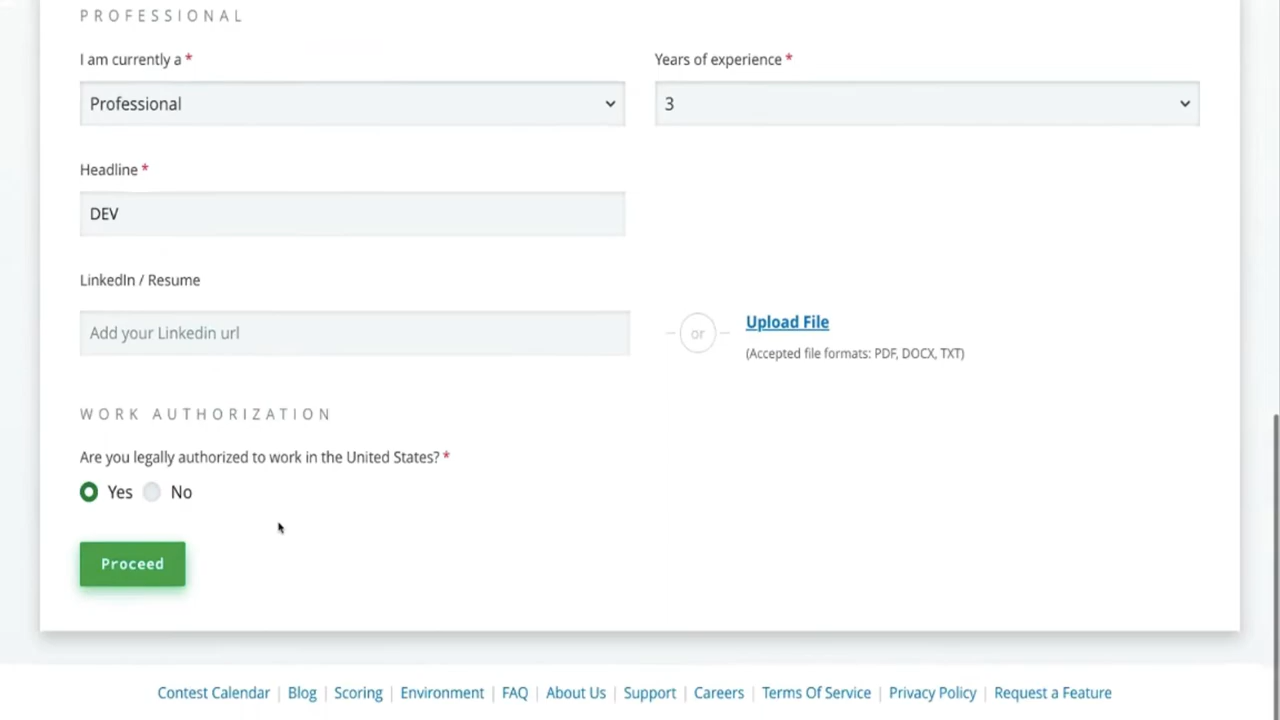 PROFESSIONAL
I am currently a * Years of experience *
Professional 3
Headline *
DEV
LinkedIn / Resume
Add your Linkedin url or Upload File
(Accepted file formats: PDF, DOCX, TXT)
WORK AUTHORIZATION
Are you legally authorized to work in the United States? *
Yes No
Proceed
Contest Calendar | Blog | Scoring | Environment | FAQ | About Us | Support | Careers | Terms Of Service | Privacy Policy | Request a Feature